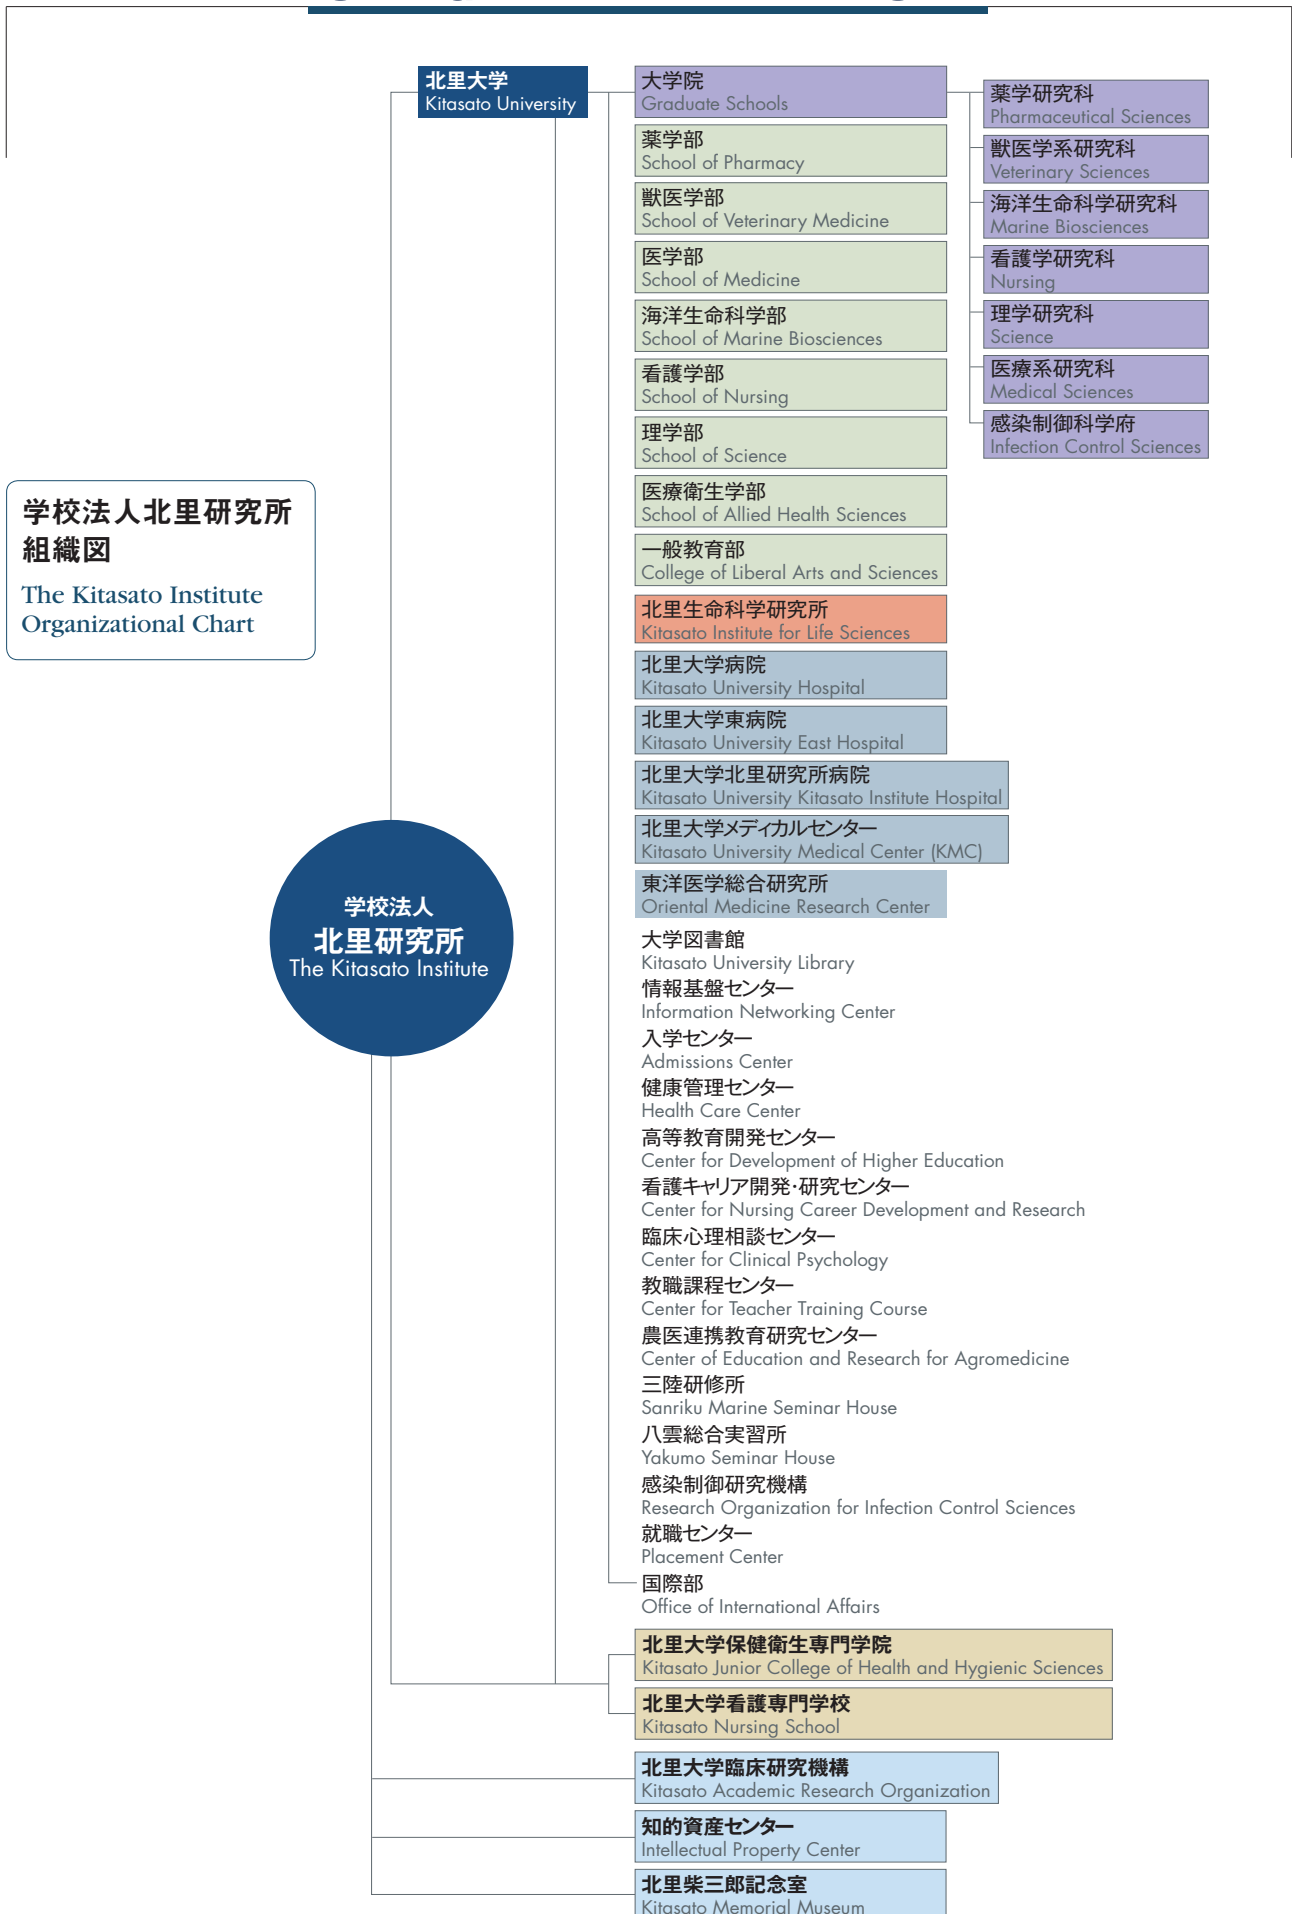 北里大学
Kitasato University
大学院
Graduate Schools
薬学研究科
Pharmaceutical Sciences
獣医学系研究科
Veterinary Sciences
海洋生命科学研究科
Marine Biosciences
看護学研究科
Nursing
理学研究科
Science
医療系研究科
Medical Sciences
感染制御科学府
Infection Control Sciences
薬学部
School of Pharmacy
獣医学部
School of Veterinary Medicine
医学部
School of Medicine
海洋生命科学部
School of Marine Biosciences
看護学部
School of Nursing
理学部
School of Science
医療衛生学部
School of Allied Health Sciences
一般教育部
College of Liberal Arts and Sciences
北里生命科学研究所
Kitasato Institute for Life Sciences
北里大学病院
Kitasato University Hospital
北里大学東病院
Kitasato University East Hospital
北里大学北里研究所病院
Kitasato University Kitasato Institute Hospital
北里大学メディカルセンター
Kitasato University Medical Center (KMC)
東洋医学総合研究所
Oriental Medicine Research Center
大学図書館
Kitasato University Library
情報基盤センター
Information Networking Center
入学センター
Admissions Center
健康管理センター
Health Care Center
高等教育開発センター
Center for Development of Higher Education
看護キャリア開発・研究センター
Center for Nursing Career Development and Research
臨床心理相談センター
Center for Clinical Psychology
教職課程センター
Center for Teacher Training Course
農医連携教育研究センター
Center of Education and Research for Agromedicine
三陸研修所
Sanriku Marine Seminar House
八雲総合実習所
Yakumo Seminar House
感染制御研究機構
Research Organization for Infection Control Sciences
就職センター
Placement Center
国際部
Office of International Affairs
北里大学保健衛生専門学院
Kitasato Junior College of Health and Hygienic Sciences
北里大学看護専門学校
Kitasato Nursing School
北里大学臨床研究機構
Kitasato Academic Research Organization
知的資産センター
Intellectual Property Center
北里柴三郎記念室
Kitasato Memorial Museum
学校法人北里研究所
組織図
The Kitasato Institute
Organizational Chart
学校法人
北里研究所
The Kitasato Institute